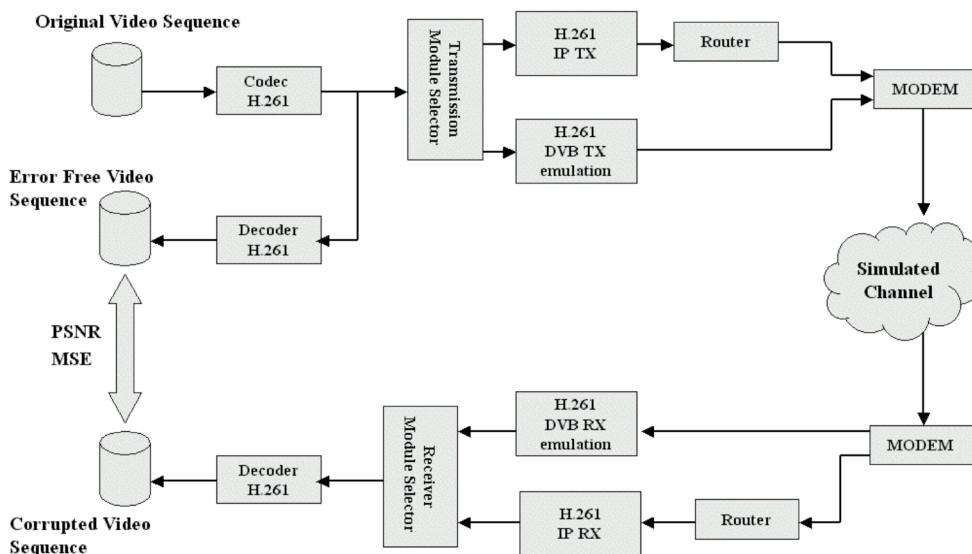 Original Video Sequence
Codec
H.261
Transmission
Module Selector
H.261
IP TX
Router
MODEM
H.261
DVB TX
emulation
Error Free Video
Sequence
Decoder
H.261
Simulated
Channel
PSNR
MSE
H.261
DVB RX
emulation
MODEM
Receiver
Module Selector
Decoder
H.261
H.261
IP RX
Router
Corrupted Video
Sequence